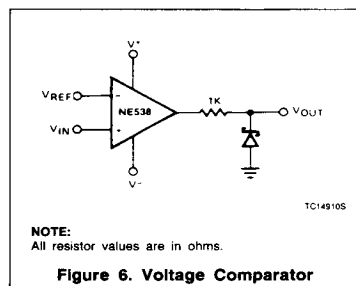 V+
VREF
NE538
−
VIN
+
1K
VOUT
V−
TC14910S
NOTE:
All resistor values are in ohms.
Figure 6. Voltage Comparator